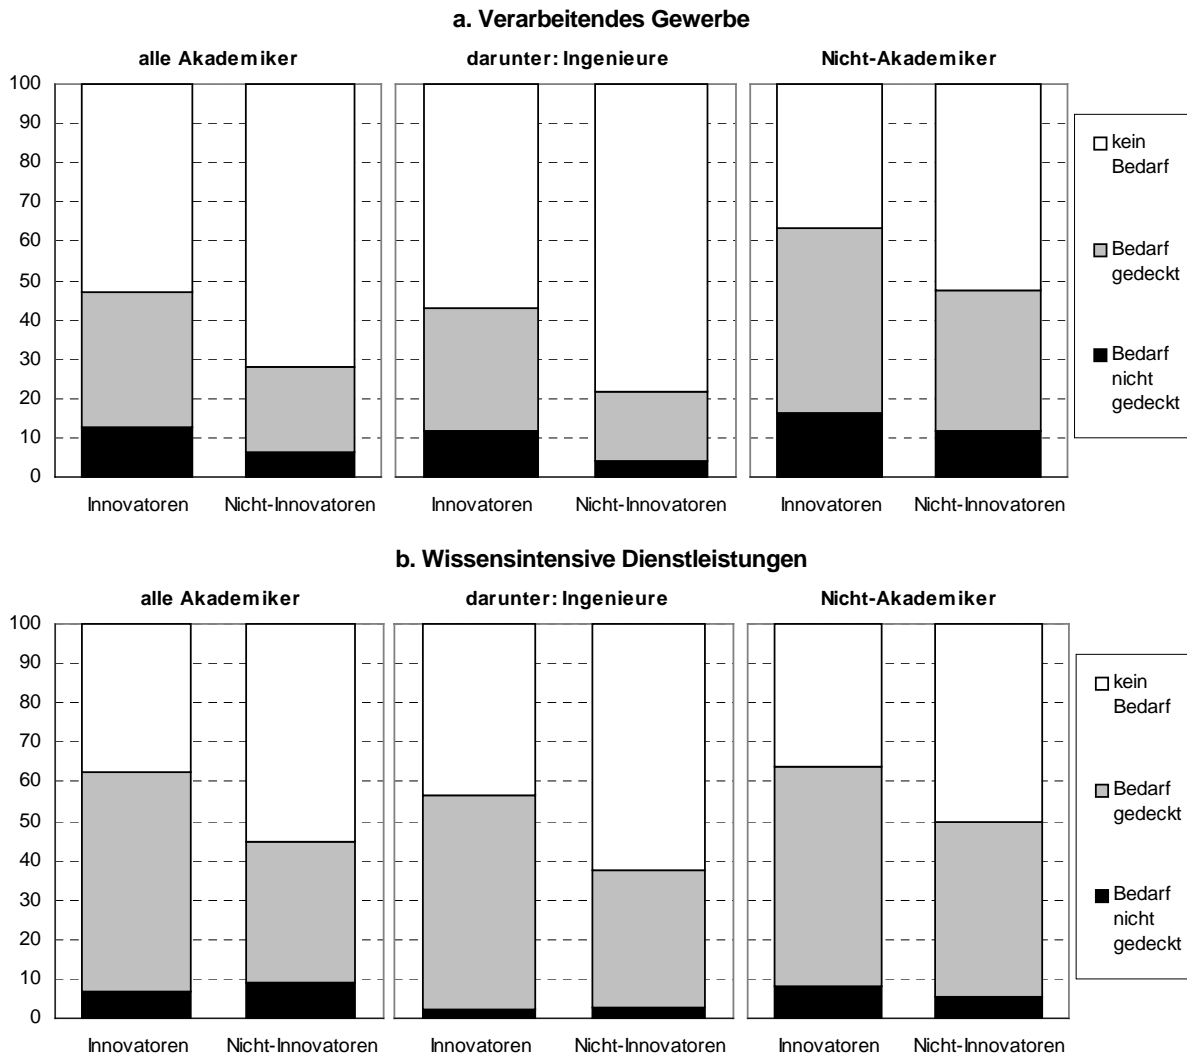 a. Verarbeitendes Gewerbe
alle Akademiker
darunter: Ingenieure
Nicht-Akademiker
100
90
80
70
60
50
40
30
20
10
0
Innovatoren
Nicht-Innovatoren
Innovatoren
Nicht-Innovatoren
Innovatoren
Nicht-Innovatoren
kein
Bedarf
Bedarf
gedeckt
Bedarf
nicht
gedeckt
b. Wissensintensive Dienstleistungen
alle Akademiker
darunter: Ingenieure
Nicht-Akademiker
100
90
80
70
60
50
40
30
20
10
0
Innovatoren
Nicht-Innovatoren
Innovatoren
Nicht-Innovatoren
Innovatoren
Nicht-Innovatoren
kein
Bedarf
Bedarf
gedeckt
Bedarf
nicht
gedeckt